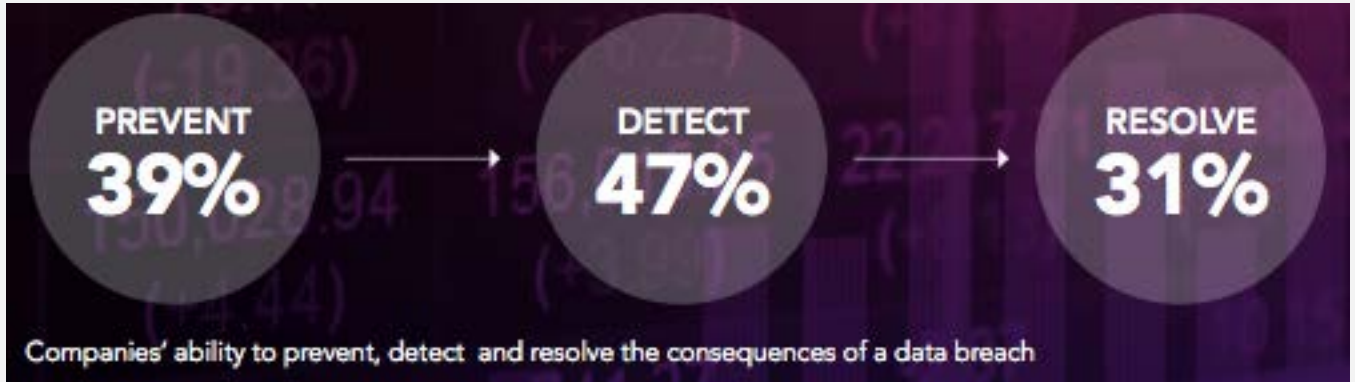 PREVENT
39%
DETECT
47%
RESOLVE
31%
Companies' ability to prevent, detect and resolve the consequences of a data breach